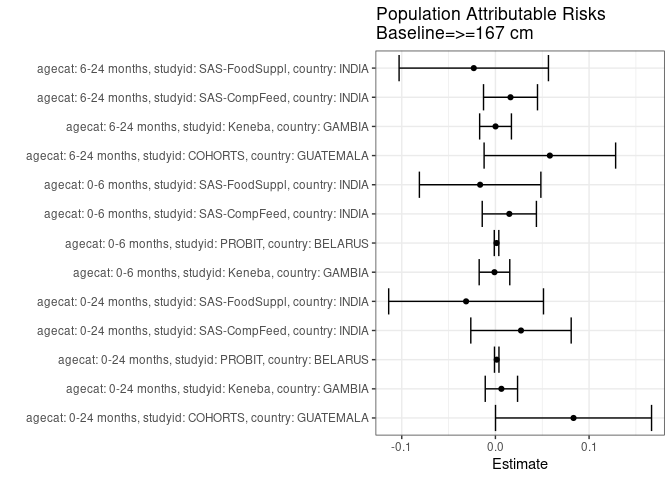 Population Attributable Risks
Baseline=>=167 cm
agecat: 6-24 months, studyid: SAS-FoodSuppl, country: INDIA
agecat: 6-24 months, studyid: SAS-CompFeed, country: INDIA
agecat: 6-24 months, studyid: Keneba, country: GAMBIA
agecat: 6-24 months, studyid: COHORTS, country: GUATEMALA
agecat: 0-6 months, studyid: SAS-FoodSuppl, country: INDIA
agecat: 0-6 months, studyid: SAS-CompFeed, country: INDIA
agecat: 0-6 months, studyid: PROBIT, country: BELARUS
agecat: 0-6 months, studyid: Keneba, country: GAMBIA
agecat: 0-24 months, studyid: SAS-FoodSuppl, country: INDIA
agecat: 0-24 months, studyid: SAS-CompFeed, country: INDIA
agecat: 0-24 months, studyid: PROBIT, country: BELARUS
agecat: 0-24 months, studyid: Keneba, country: GAMBIA
agecat: 0-24 months, studyid: COHORTS, country: GUATEMALA
-0.1 0.0 0.1
Estimate